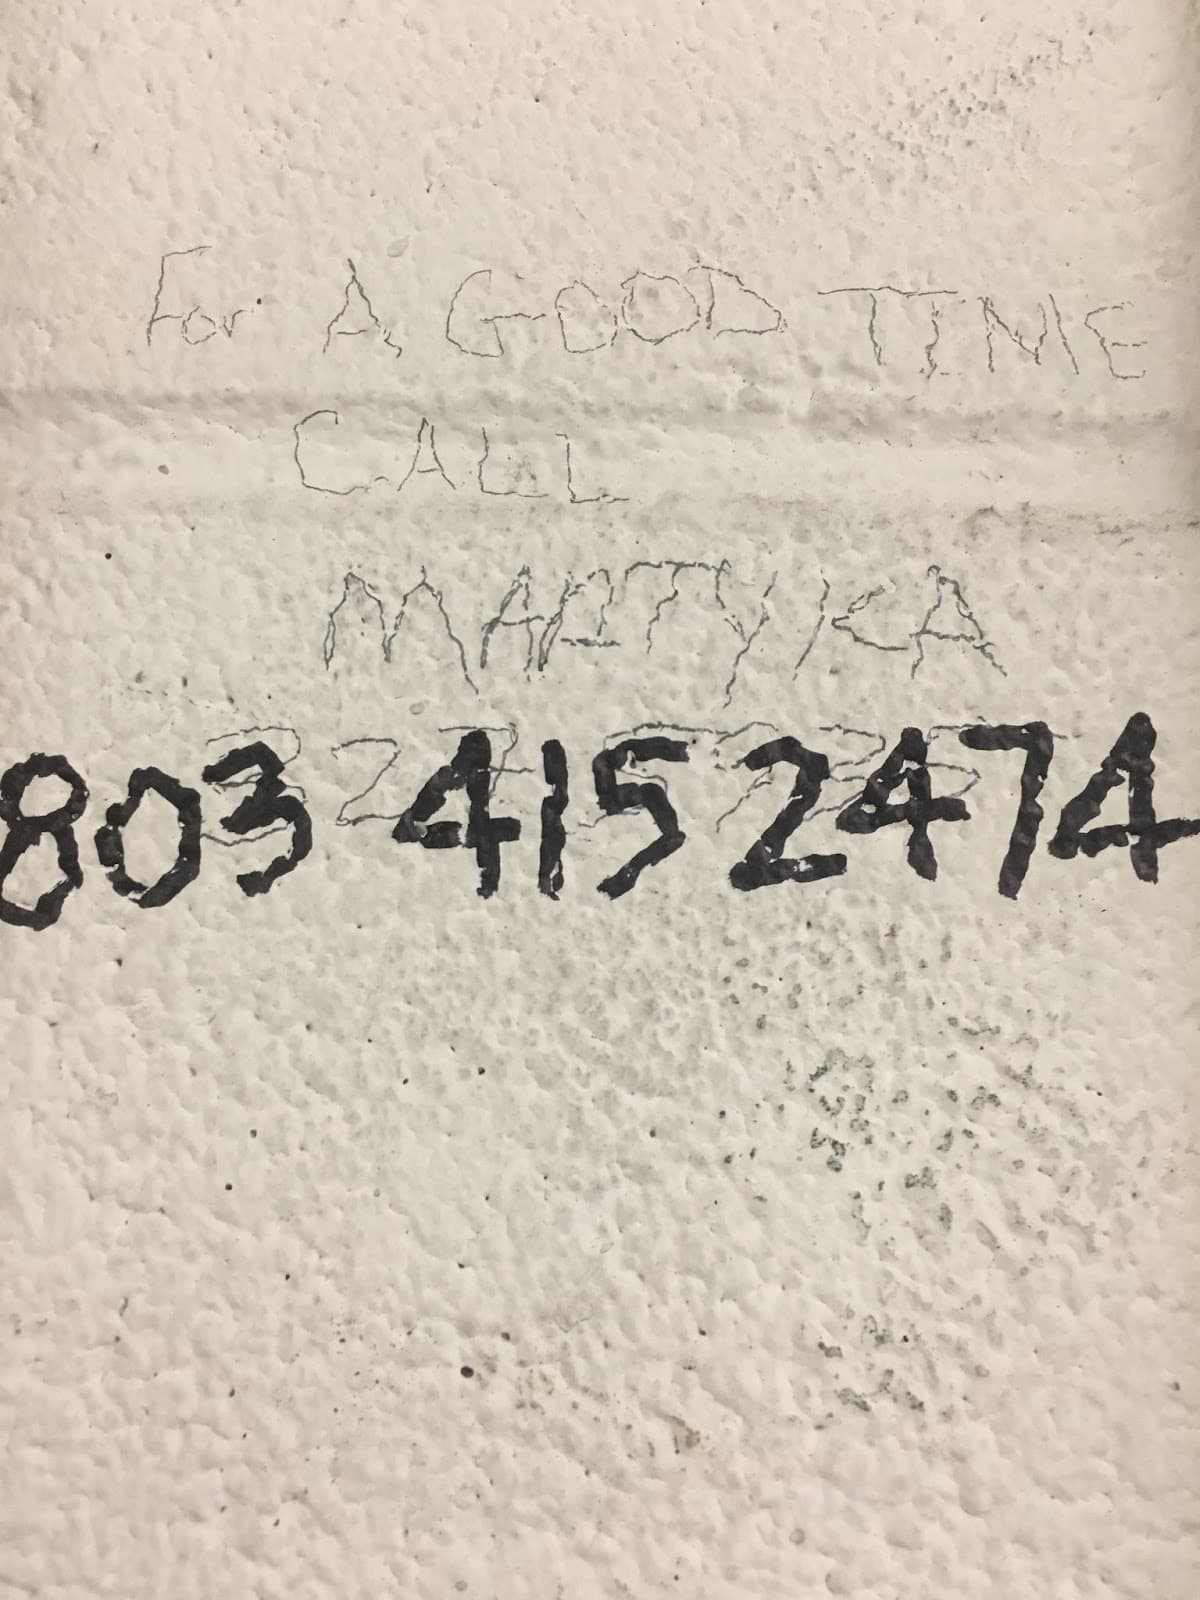 For A GOOD TIME
CALL
MARTYKA
803 415 2474